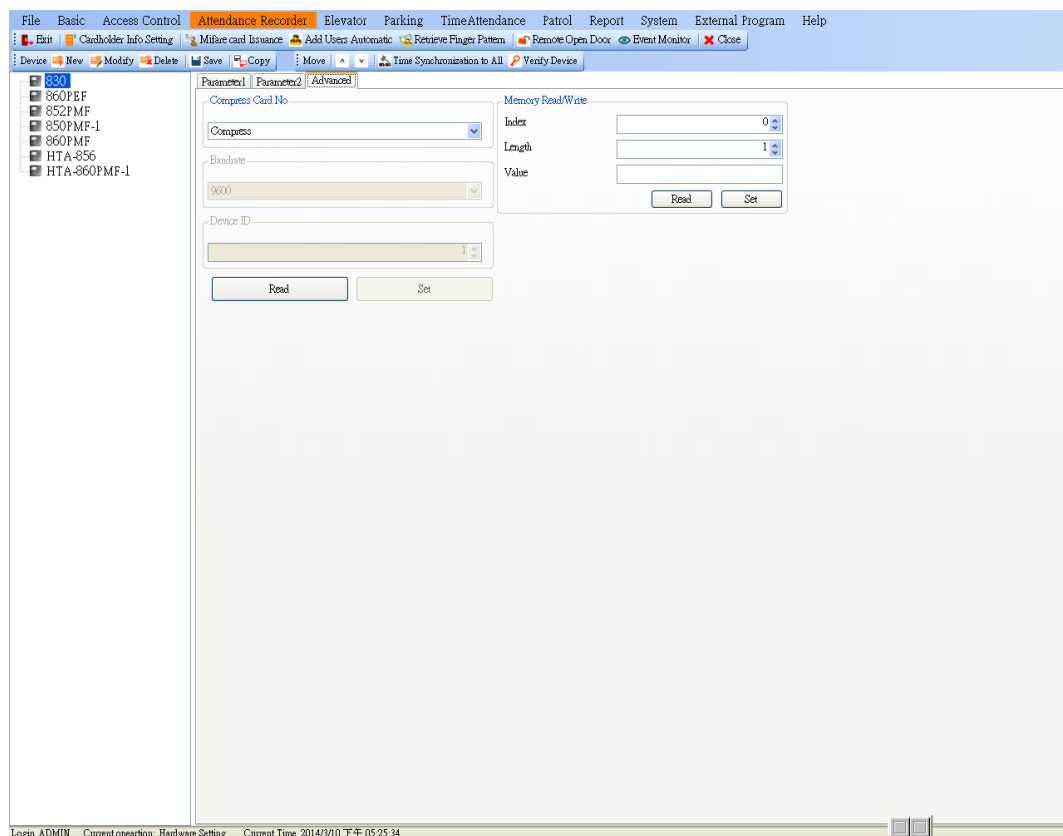 File Basic Access Control Attendance Recorder Elevator Parking TimeAttendance Patrol Report System External Program Help
Exit Cardholder Info Setting Mifare card Issuance Add Users Automatic Retrieve Finger Pattern Remote Open Door Event Monitor Close
Device New Modify Delete Save Copy Move Time Synchronization to All Verify Device
830
860PEF
852PMF
850PMF-1
860PMF
HTA-856
HTA-860PMF-1
Parameter1 Parameter2 Advanced
Compress Card No
Compress
Baudrate
9600
Device ID
1
Read Set
Memory Read/Write
Index 0
Length 1
Value
Read Set
Login ADMIN Current opeartion: Hardware Setting Current Time 2014/3/10 下午 05:25:34